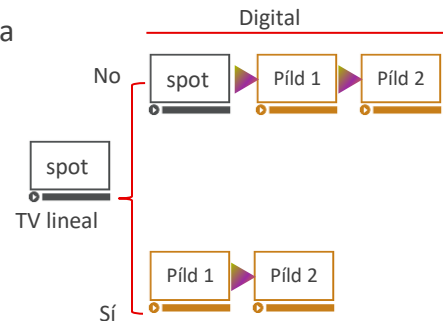 Digital
a
No
spot
Píld 1
Píld 2
spot
TV lineal
Píld 1
Píld 2
Sí